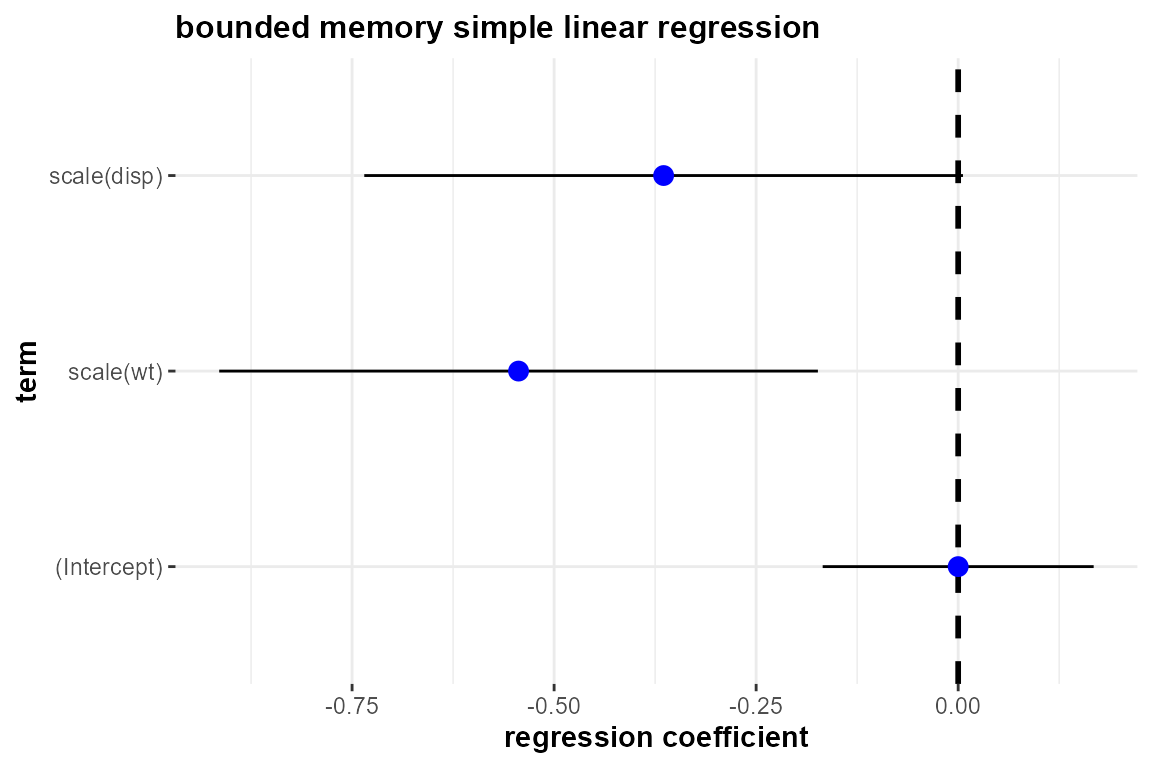 bounded memory simple linear regression
term
scale(disp)
scale(wt)
(Intercept)
-0.75
-0.50
-0.25
0.00
regression coefficient